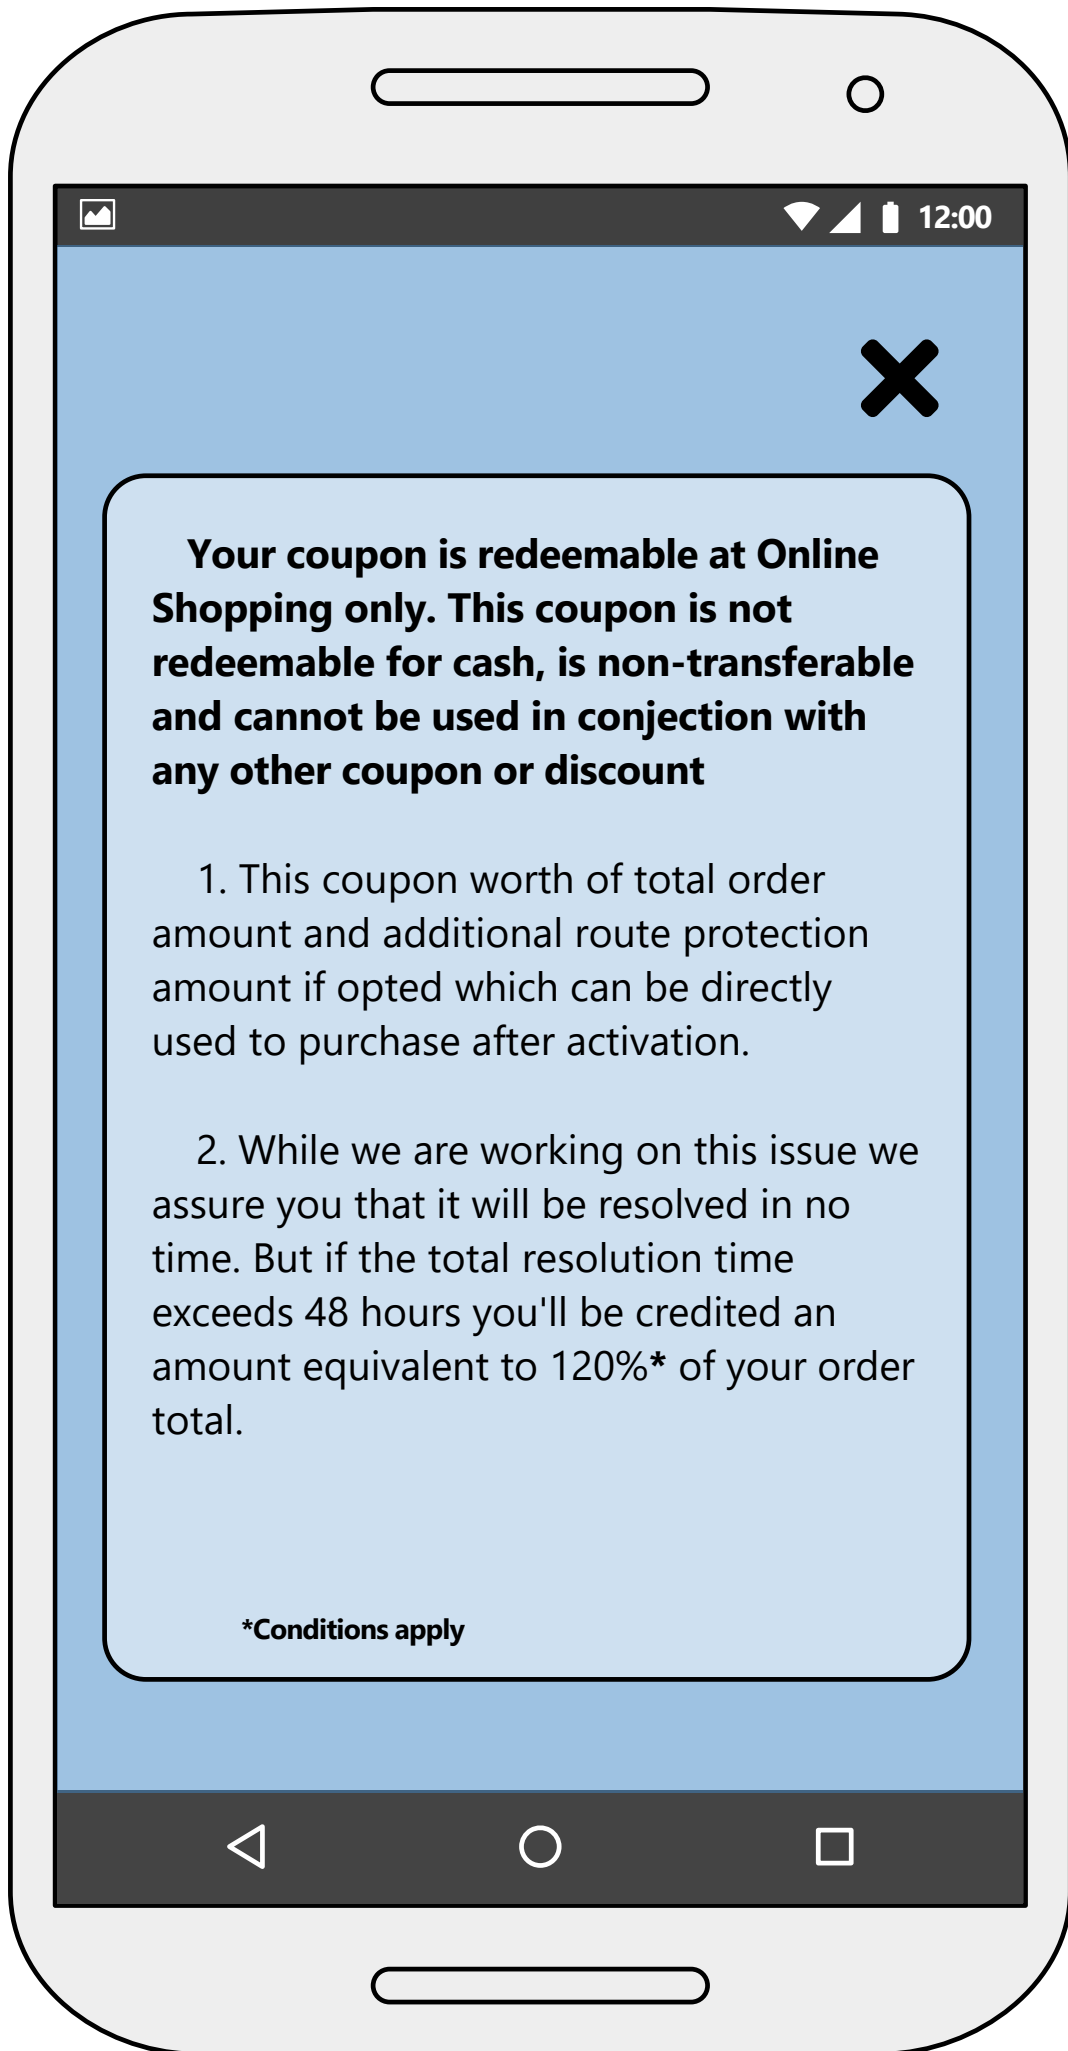 12:00
Your coupon is redeemable at Online
Shopping only. This coupon is not
redeemable for cash, is non-transferable
and cannot be used in conjection with
any other coupon or discount
1. This coupon worth of total order
amount and additional route protection
amount if opted which can be directly
used to purchase after activation.
2. While we are working on this issue we
assure you that it will be resolved in no
time. But if the total resolution time
exceeds 48 hours you'll be credited an
amount equivalent to 120%* of your order
total.
*Conditions apply